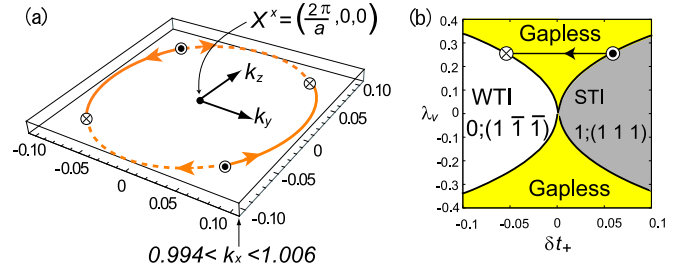 (a)
X^x = (2π/a, 0, 0)
k_z
k_y
0.10
0.05
0
-0.05
-0.10
-0.10
-0.05
0
0.05
0.10
0.994< k_x <1.006
(b)
0.4
0.3
0.2
0.1
0
-0.1
-0.2
-0.3
-0.4
λ_v
Gapless
WTI
0;(1 1̅ 1̅)
STI
1;(1 1 1)
Gapless
-0.1
-0.05
0
0.05
0.1
δt_+